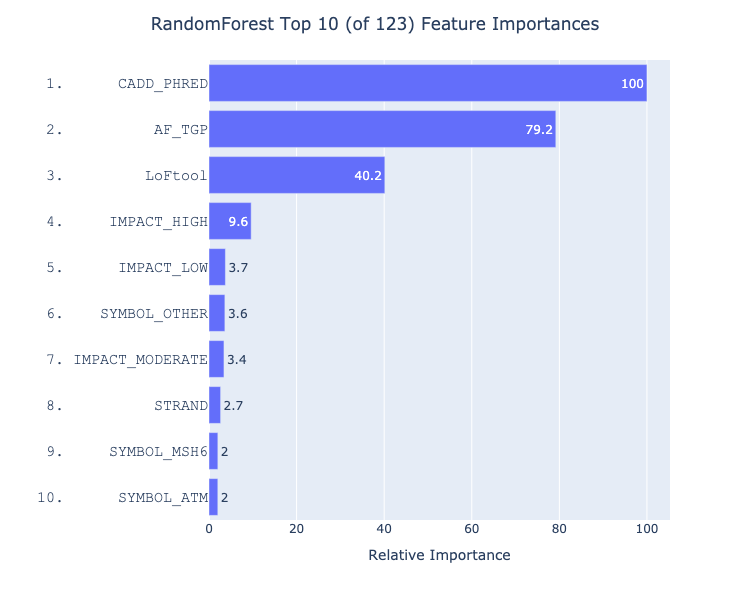 RandomForest Top 10 (of 123) Feature Importances
1. CADD_PHRED 100
2. AF_TGP 79.2
3. LoFtool 40.2
4. IMPACT_HIGH 9.6
5. IMPACT_LOW 3.7
6. SYMBOL_OTHER 3.6
7. IMPACT_MODERATE 3.4
8. STRAND 2.7
9. SYMBOL_MSH6 2
10. SYMBOL_ATM 2
0 20 40 60 80 100
Relative Importance